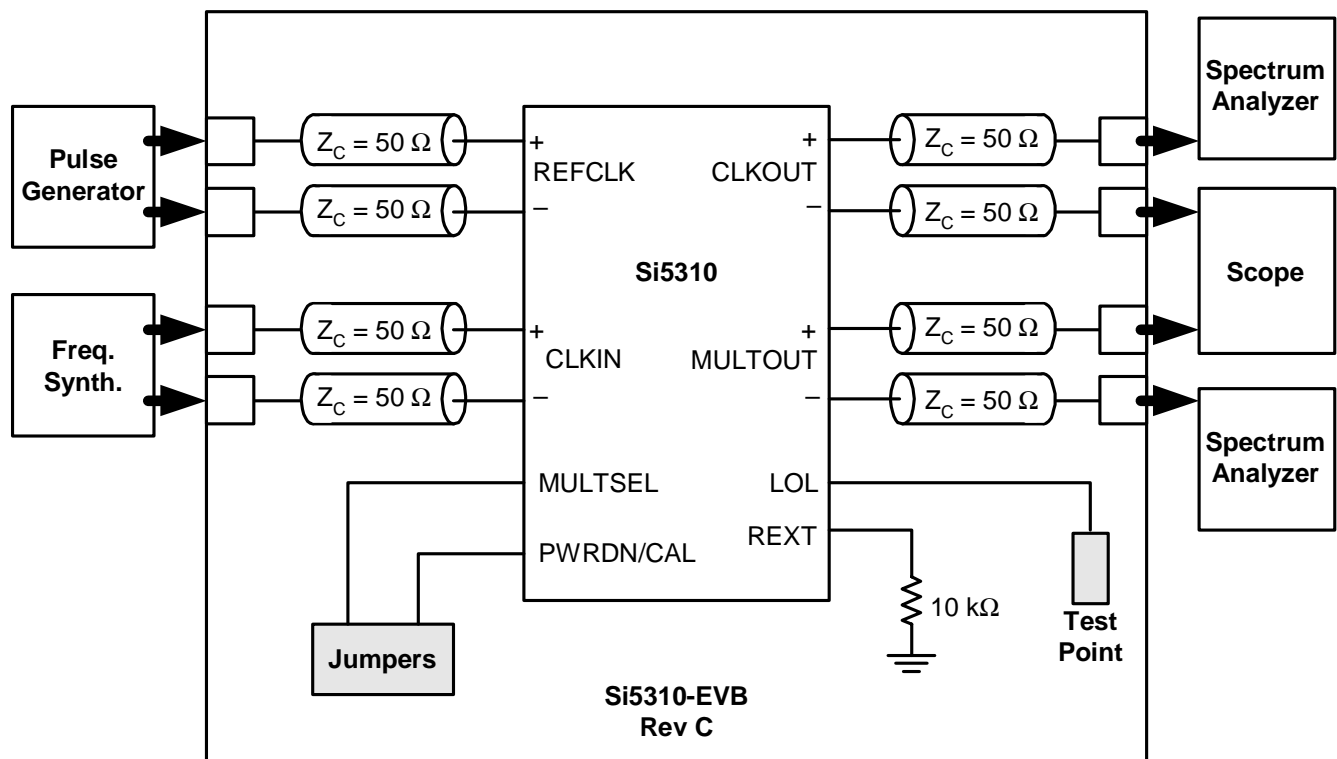 Pulse
Generator
Freq.
Synth.
Z_C = 50 Ω
Z_C = 50 Ω
Z_C = 50 Ω
Z_C = 50 Ω
+
REFCLK
−
+
CLKIN
−
MULTSEL
PWRDN/CAL
Si5310
+
CLKOUT
−
+
MULTOUT
−
LOL
REXT
Z_C = 50 Ω
Z_C = 50 Ω
Z_C = 50 Ω
Z_C = 50 Ω
Spectrum
Analyzer
Scope
Spectrum
Analyzer
10 kΩ
Test
Point
Jumpers
Si5310-EVB
Rev C